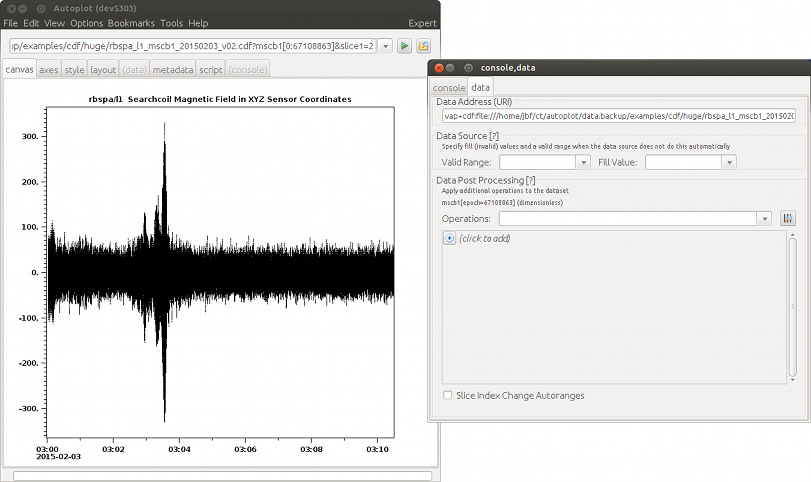 Autoplot (dev5303)
File Edit View Options Bookmarks Tools Help Expert
ıp/examples/cdf/huge/rbspa_l1_mscb1_20150203_v02.cdf?mscb1[0:67108863]&slice1=2
canvas axes style layout (data) metadata script (console)
rbspa/l1 Searchcoil Magnetic Field in XYZ Sensor Coordinates
300.
200.
100.
0.
-100.
-200.
-300.
03:00 03:02 03:04 03:06 03:08 03:10
2015-02-03
console,data
console data
Data Address (URI)
vap+cdf:file:///home/jbf/ct/autoplot/data.backup/examples/cdf/huge/rbspa_l1_mscb1_2015020
Data Source [?]
Specify fill (invalid) values and a valid range when the data source does not do this automatically
Valid Range: Fill Value:
Data Post Processing [?]
Apply additional operations to the dataset
mscb1[epoch=67108863] (dimensionless)
Operations:
(click to add)
Slice Index Change Autoranges